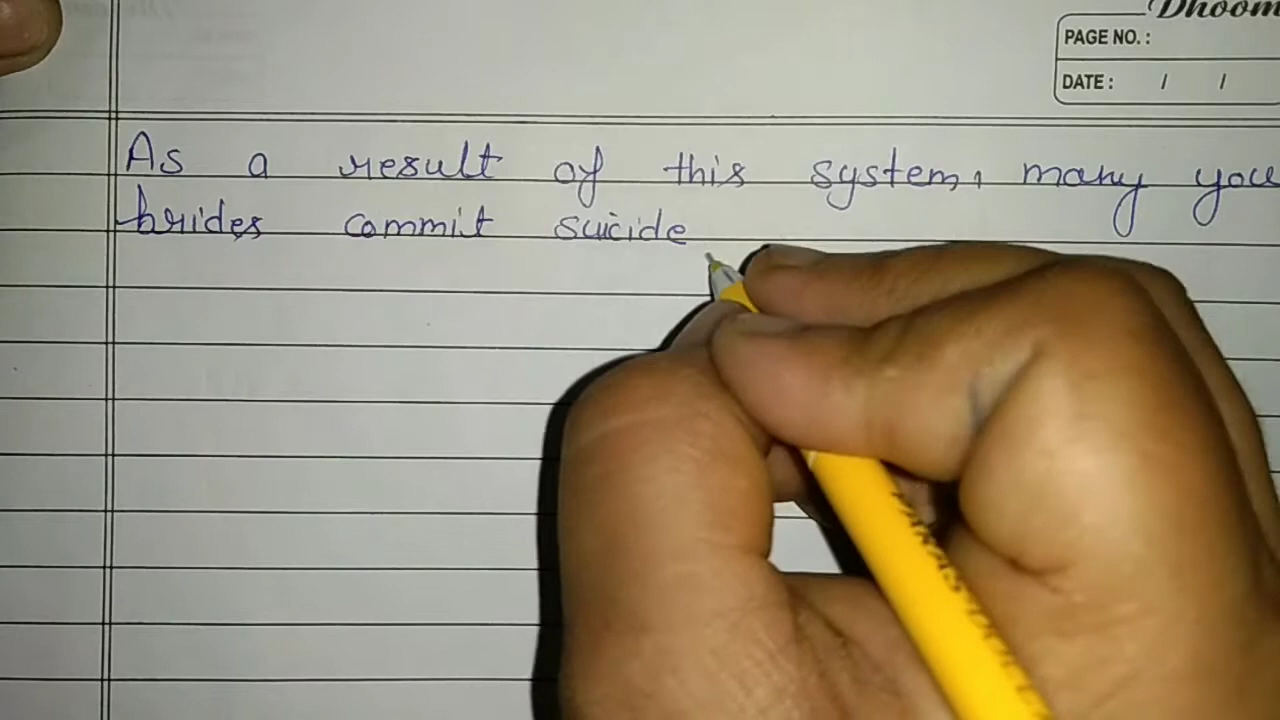 Dhoom
PAGE NO. :
DATE : / /
As a result of this system, many you
brides commit suicide